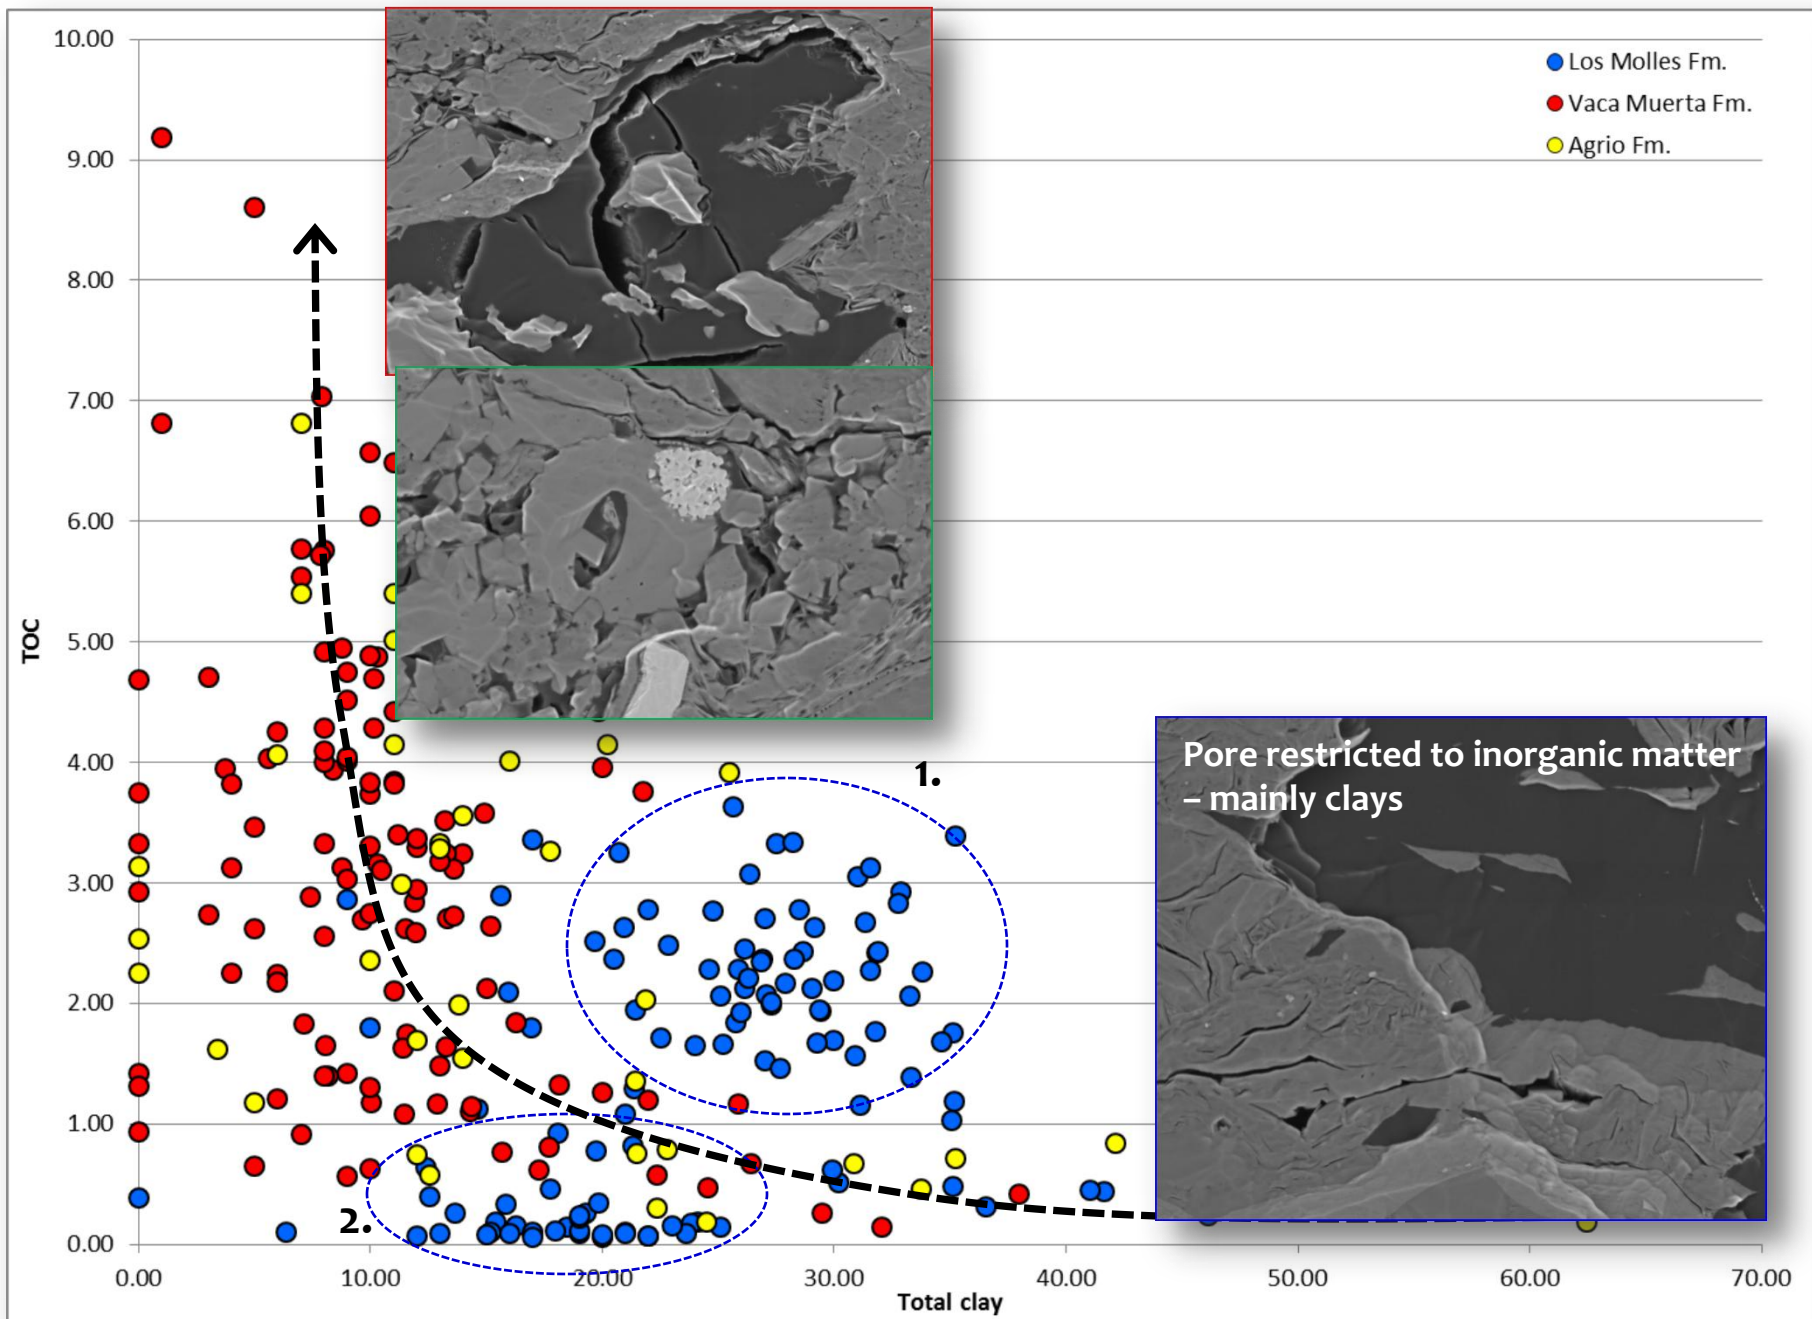 10.00
9.00
8.00
7.00
6.00
5.00
4.00
3.00
2.00
1.00
0.00
TOC
Los Molles Fm.
Vaca Muerta Fm.
Agrio Fm.
1.
2.
Pore restricted to inorganic matter
– mainly clays
0.00 10.00 20.00 30.00 40.00 50.00 60.00 70.00
Total clay